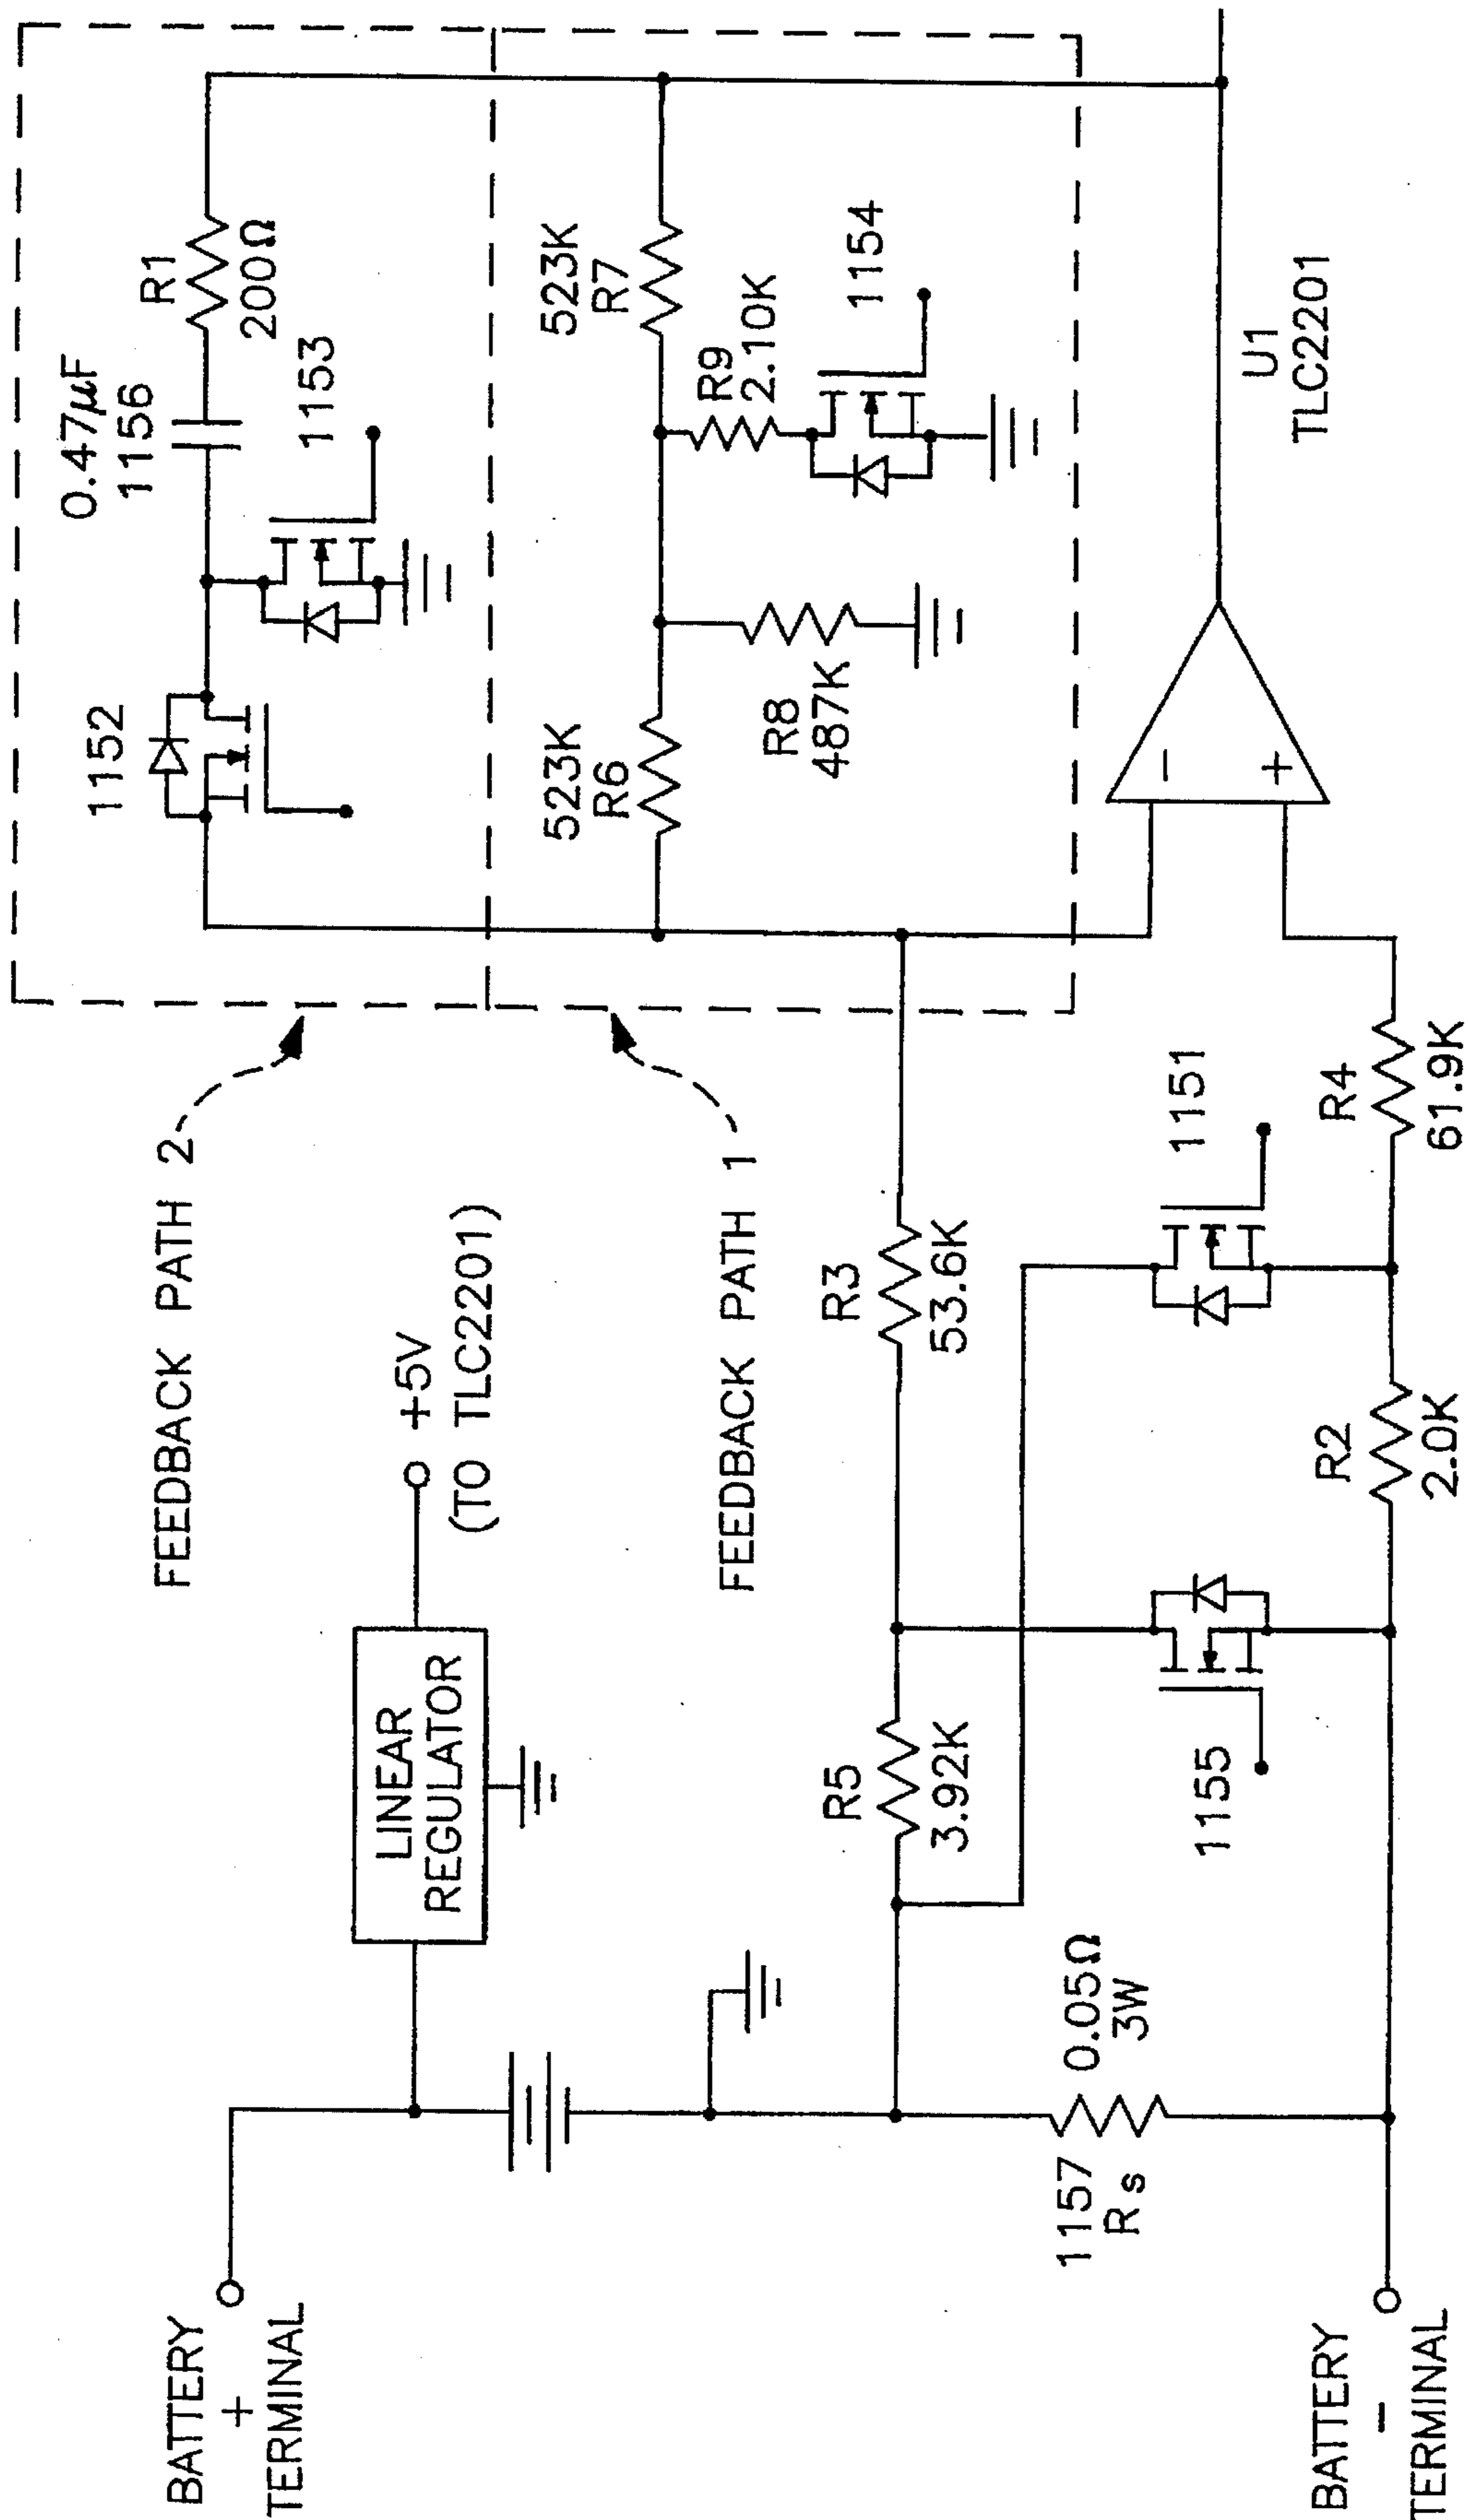 BATTERY
+
TERMINAL
LINEAR
REGULATOR
+5V
(TO TLC2201)
FEEDBACK PATH 2
FEEDBACK PATH 1
1152
0.47µF
1156
1153
R1
200Ω
523K
R6
523K
R7
R8
487K
R9
2.10K
1154
R5
3.92K
R3
53.6K
1157
Rs
0.05Ω
3W
1155
1151
R2
2.0K
R4
61.9K
−
+
U1
TLC2201
BATTERY
−
TERMINAL